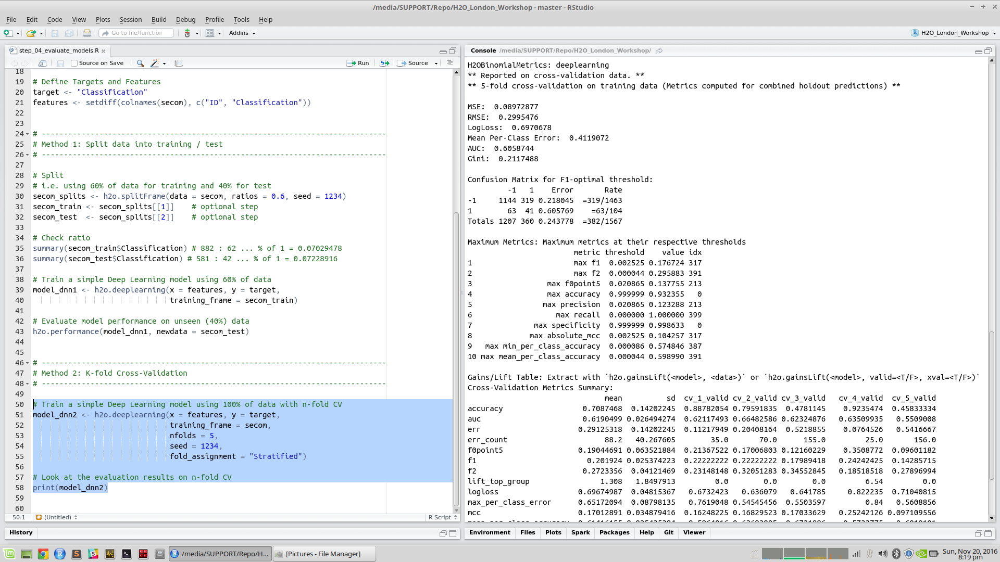 /media/SUPPORT/Repo/H2O_London_Workshop - master - RStudio
File Edit Code View Plots Session Build Debug Profile Tools Help
Go to file/function Addins H2O_London_Workshop
step_04_evaluate_models.R
Source on Save Run Source
18
19 # Define Targets and Features
20 target <- "Classification"
21 features <- setdiff(colnames(secom), c("ID", "Classification"))
22
23
24 # ------------------------------------------------------------------------------
25 # Method 1: Split data into training / test
26 # ------------------------------------------------------------------------------
27
28 # Split
29 # i.e. using 60% of data for training and 40% for test
30 secom_splits <- h2o.splitFrame(data = secom, ratios = 0.6, seed = 1234)
31 secom_train <- secom_splits[[1]]    # optional step
32 secom_test  <- secom_splits[[2]]    # optional step
33
34 # Check ratio
35 summary(secom_train$Classification) # 882 : 62 ... % of 1 = 0.07029478
36 summary(secom_test$Classification) # 581 : 42 ... % of 1 = 0.07228916
37
38 # Train a simple Deep Learning model using 60% of data
39 model_dnn1 <- h2o.deeplearning(x = features, y = target,
40 training_frame = secom_train)
41
42 # Evaluate model performance on unseen (40%) data
43 h2o.performance(model_dnn1, newdata = secom_test)
44
45
46 # ------------------------------------------------------------------------------
47 # Method 2: K-fold Cross-Validation
48 # ------------------------------------------------------------------------------
49
50 # Train a simple Deep Learning model using 100% of data with n-fold CV
51 model_dnn2 <- h2o.deeplearning(x = features, y = target,
52 training_frame = secom,
53 nfolds = 5,
54 seed = 1234,
55 fold_assignment = "Stratified")
56
57 # Look at the evaluation results on n-fold CV
58 print(model_dnn2)
59
60
50:1 (Untitled) R Script
History
Console /media/SUPPORT/Repo/H2O_London_Workshop/
H2OBinomialMetrics: deeplearning
** Reported on cross-validation data. **
** 5-fold cross-validation on training data (Metrics computed for combined holdout predictions) **
MSE:  0.08972877
RMSE:  0.2995476
LogLoss:  0.6970678
Mean Per-Class Error:  0.4119072
AUC:  0.6058744
Gini:  0.2117488
Confusion Matrix for F1-optimal threshold:
-1 1 Error Rate
-1 1144 319 0.218045 =319/1463
1 63 41 0.605769 =63/104
Totals 1207 360 0.243778 =382/1567
Maximum Metrics: Maximum metrics at their respective thresholds
metric threshold value idx
1 max f1 0.002525 0.176724 317
2 max f2 0.000044 0.295883 391
3 max f0point5 0.020865 0.137755 213
4 max accuracy 0.999999 0.932355 0
5 max precision 0.020865 0.123288 213
6 max recall 0.000000 1.000000 399
7 max specificity 0.999999 0.998633 0
8 max absolute_mcc 0.002525 0.104257 317
9 max min_per_class_accuracy 0.000086 0.574846 387
10 max mean_per_class_accuracy 0.000044 0.598990 391
Gains/Lift Table: Extract with `h2o.gainsLift(<model>, <data>)` or `h2o.gainsLift(<model>, valid=<T/F>, xval=<T/F>)`
Cross-Validation Metrics Summary:
mean sd cv_1_valid cv_2_valid cv_3_valid cv_4_valid cv_5_valid
accuracy 0.7087468 0.14202245 0.88782054 0.79591835 0.4781145 0.9235474 0.45833334
auc 0.6190499 0.026494274 0.62117493 0.66482586 0.62324876 0.63509935 0.5509008
err 0.29125318 0.14202245 0.11217949 0.20408164 0.5218855 0.0764526 0.5416667
err_count 88.2 40.267605 35.0 70.0 155.0 25.0 156.0
f0point5 0.19044691 0.063521884 0.21367522 0.17006803 0.12160229 0.3508772 0.09601182
f1 0.201924 0.025374223 0.22222222 0.22222222 0.17989418 0.24242425 0.14285715
f2 0.2723356 0.04121469 0.23148148 0.32051283 0.34552845 0.18518518 0.27896994
lift_top_group 1.308 1.8497913 0.0 0.0 0.0 6.54 0.0
logloss 0.69674987 0.04815367 0.6732423 0.636079 0.641785 0.822235 0.71040815
max_per_class_error 0.65172094 0.08798135 0.7619048 0.54545456 0.5503597 0.84 0.5608856
mcc 0.17012891 0.034879416 0.16248225 0.16829523 0.17033629 0.25242126 0.097109556
Environment Files Plots Spark Packages Help Git Viewer
/media/SUPPORT/Repo/H... [Pictures - File Manager] Sun, Nov 20, 2016
8:19 pm